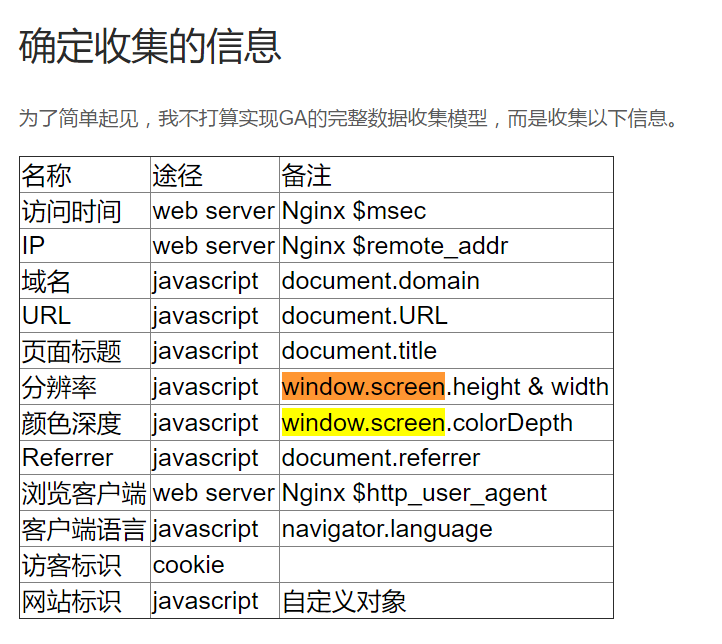 确定收集的信息
为了简单起见，我不打算实现GA的完整数据收集模型，而是收集以下信息。
名称 途径 备注
访问时间 web server Nginx $msec
IP web server Nginx $remote_addr
域名 javascript document.domain
URL javascript document.URL
页面标题 javascript document.title
分辨率 javascript window.screen.height & width
颜色深度 javascript window.screen.colorDepth
Referrer javascript document.referrer
浏览客户端 web server Nginx $http_user_agent
客户端语言 javascript navigator.language
访客标识 cookie
网站标识 javascript 自定义对象